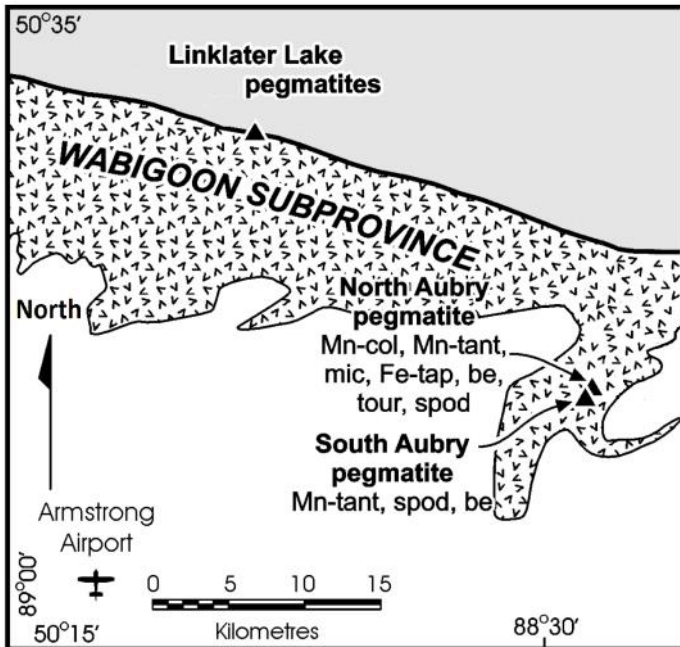 50°35'
Linklater Lake
pegmatites
WABIGOON SUBPROVINCE
North Aubry
pegmatite
Mn-col, Mn-tant,
mic, Fe-tap, be,
tour, spod
North
South Aubry
pegmatite
Mn-tant, spod, be
Armstrong
Airport
89°00'
0 5 10 15
Kilometres
50°15'
88°30'